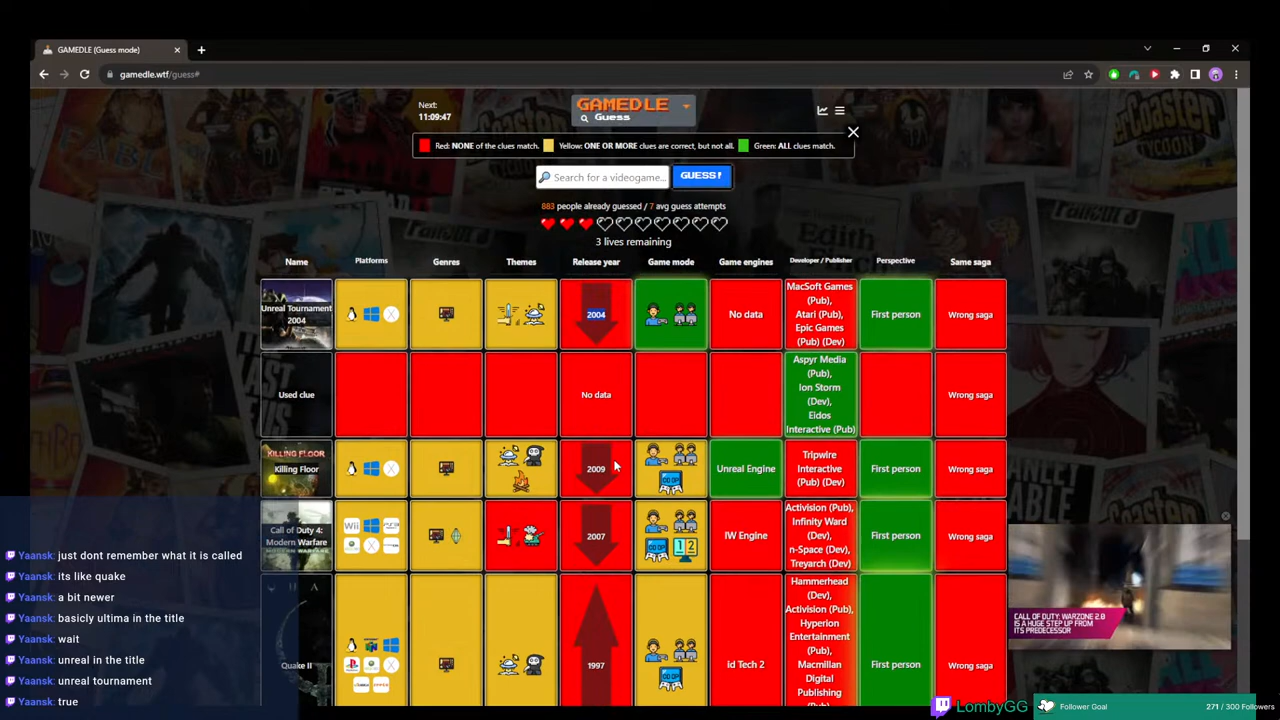 GAMEDLE (Guess mode)
gamedle.wtf/guess#
Next:
11:09:47
GAMEDLE
Guess
Red: NONE of the clues match.
Yellow: ONE OR MORE clues are correct, but not all.
Green: ALL clues match.
Search for a videogame...
GUESS!
883 people already guessed / 7 avg guess attempts
3 lives remaining
Name
Platforms
Genres
Themes
Release year
Game mode
Game engines
Developer / Publisher
Perspective
Same saga
Unreal Tournament
2004
2004
No data
MacSoft Games
(Pub),
Atari (Pub),
Epic Games
(Pub) (Dev)
First person
Wrong saga
Used clue
No data
Aspyr Media
(Pub),
Ion Storm
(Dev),
Eidos
Interactive (Pub)
Wrong saga
KILLING FLOOR
Killing Floor
2009
CO OP
Unreal Engine
Tripwire
Interactive
(Pub) (Dev)
First person
Wrong saga
Call of Duty 4:
Modern Warfare
Wii
2007
CO OP
1 2
IW Engine
Activision (Pub),
Infinity Ward
(Dev),
n-Space (Dev),
Treyarch (Dev)
First person
Wrong saga
Quake II
1997
CO OP
Id Tech 2
Hammerhead
(Dev),
Activision (Pub),
Hyperion
Entertainment
(Pub),
Macmillan
Digital
Publishing
First person
Wrong saga
Yaansk: just dont remember what it is called
Yaansk: its like quake
Yaansk: a bit newer
Yaansk: basicly ultima in the title
Yaansk: wait
Yaansk: unreal in the title
Yaansk: unreal tournament
Yaansk: true
CALL OF DUTY: WARZONE 2.0
IS A HUGE STEP UP FROM
ITS PREDECESSOR
LombyGG
Follower Goal
271 / 300 Followers